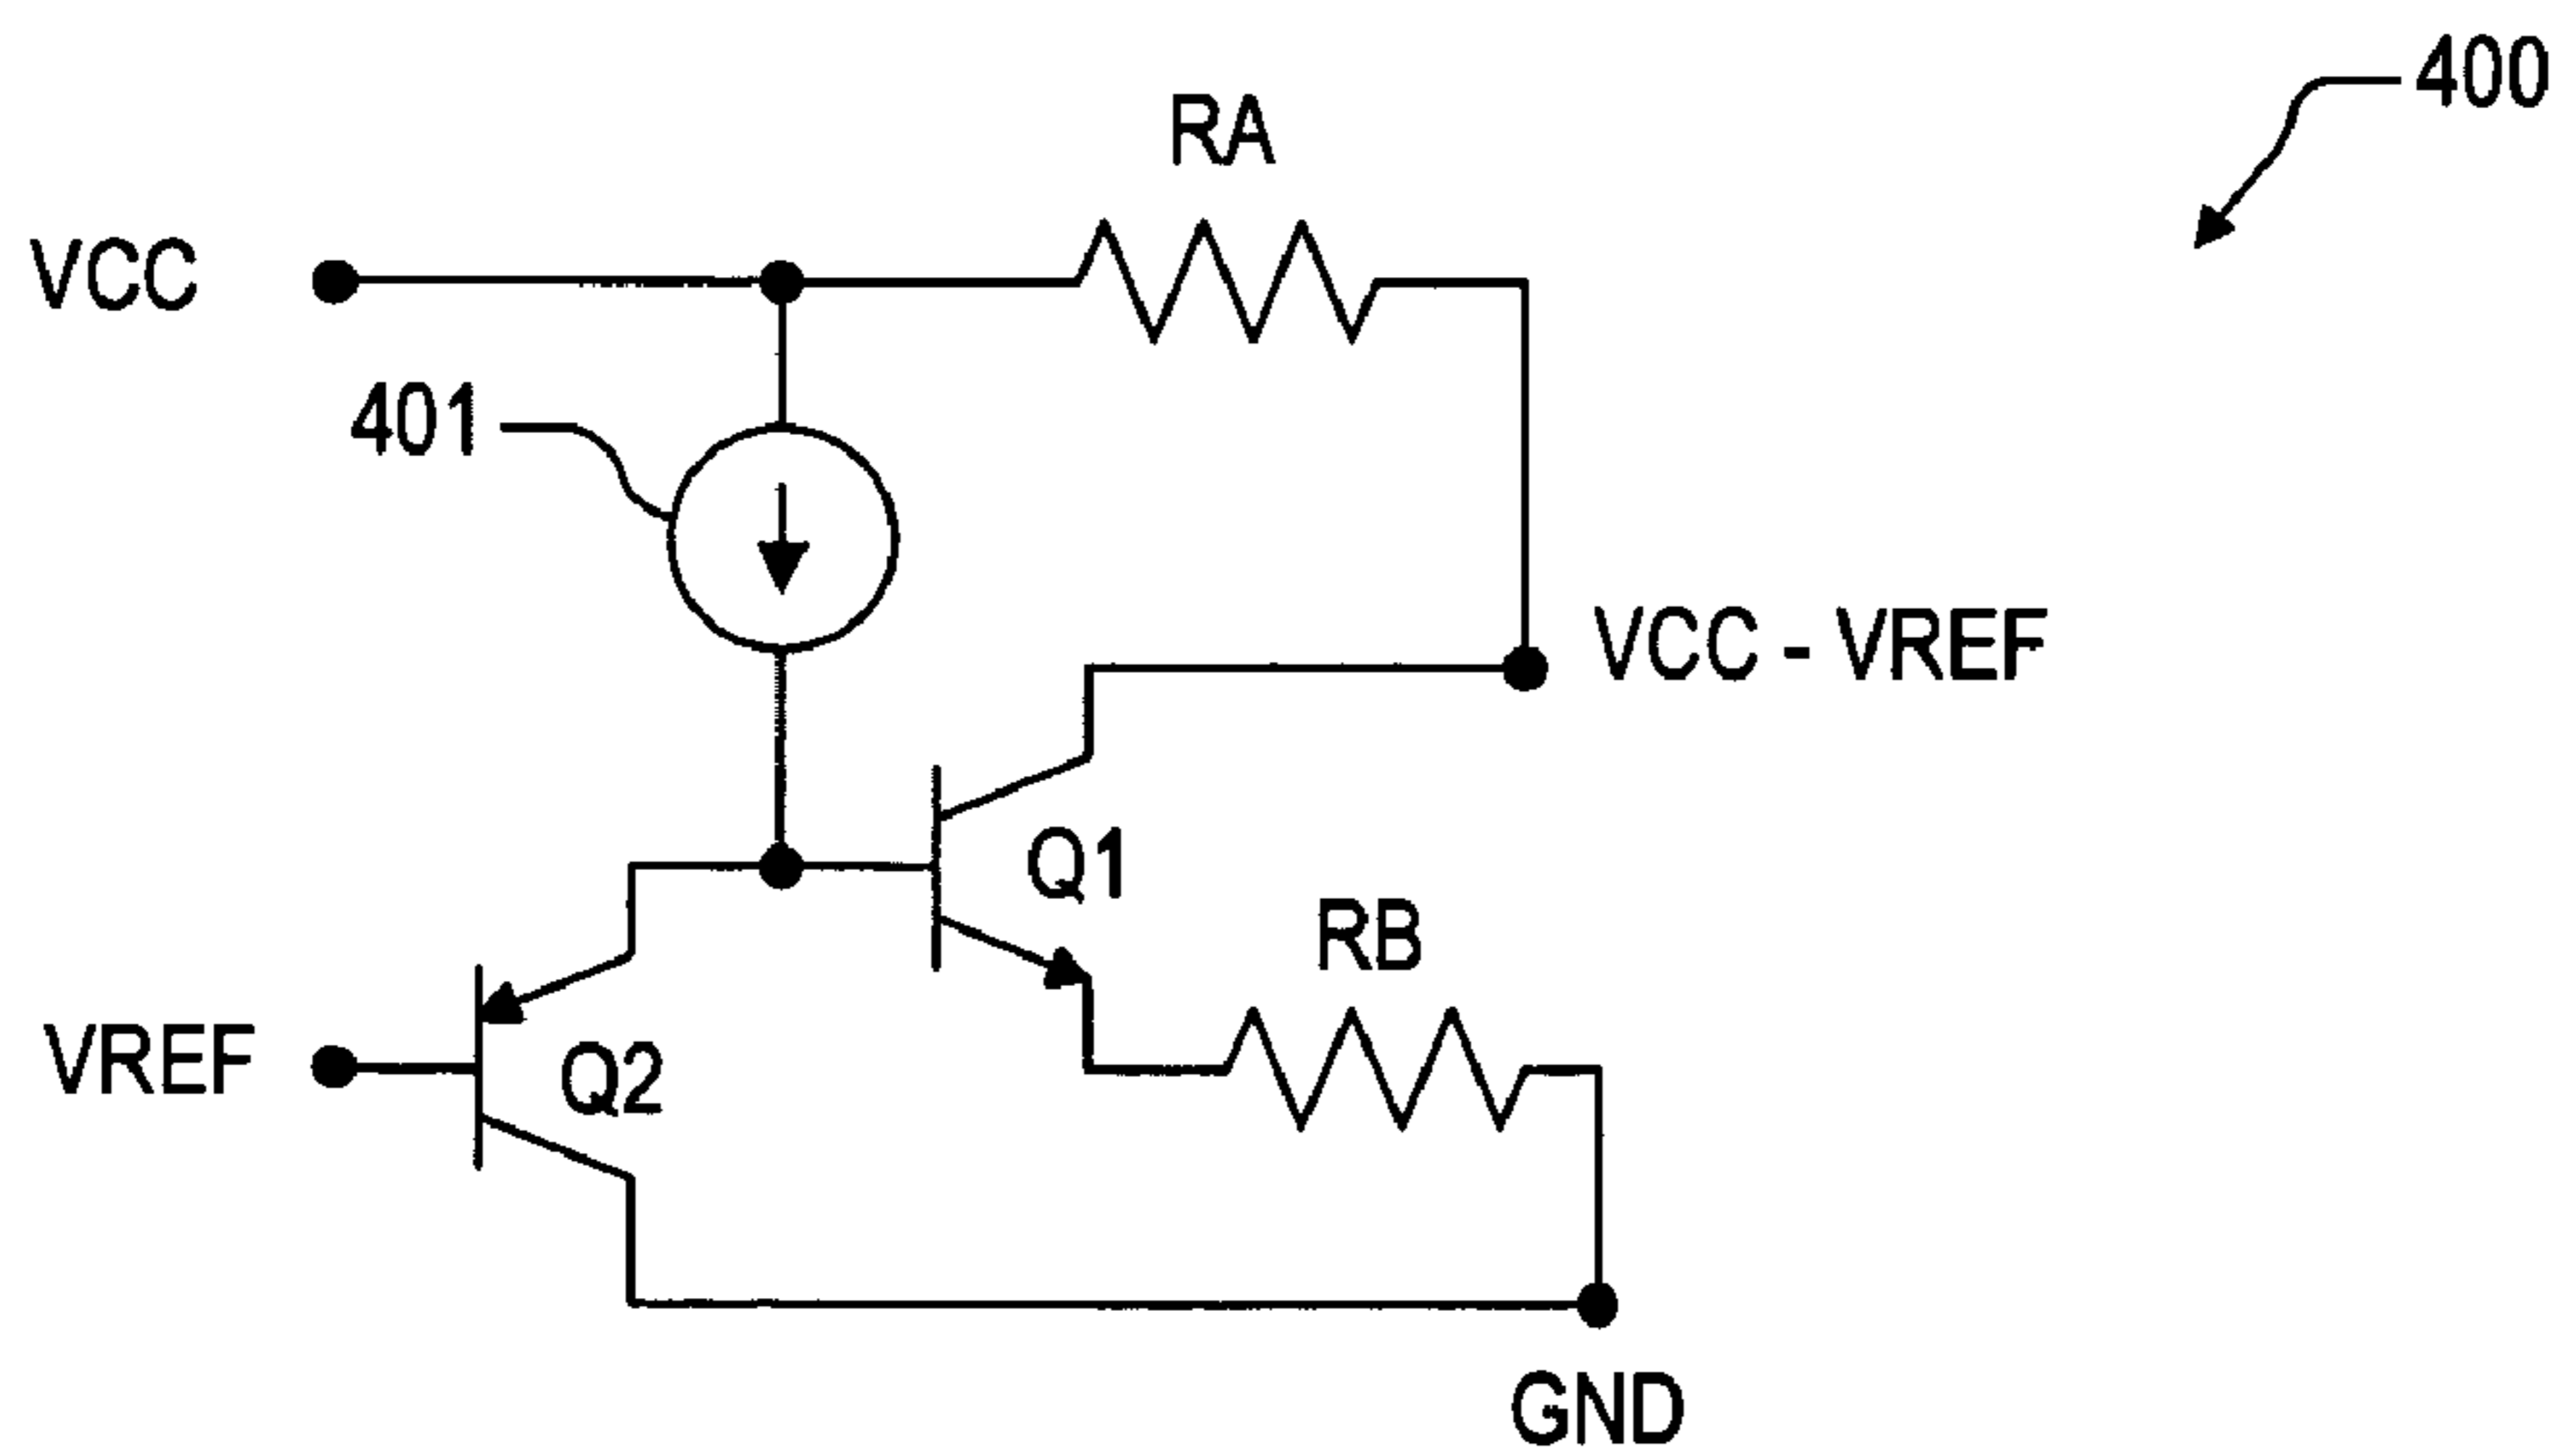 400
RA
VCC
401
VCC - VREF
Q1
RB
VREF
Q2
GND